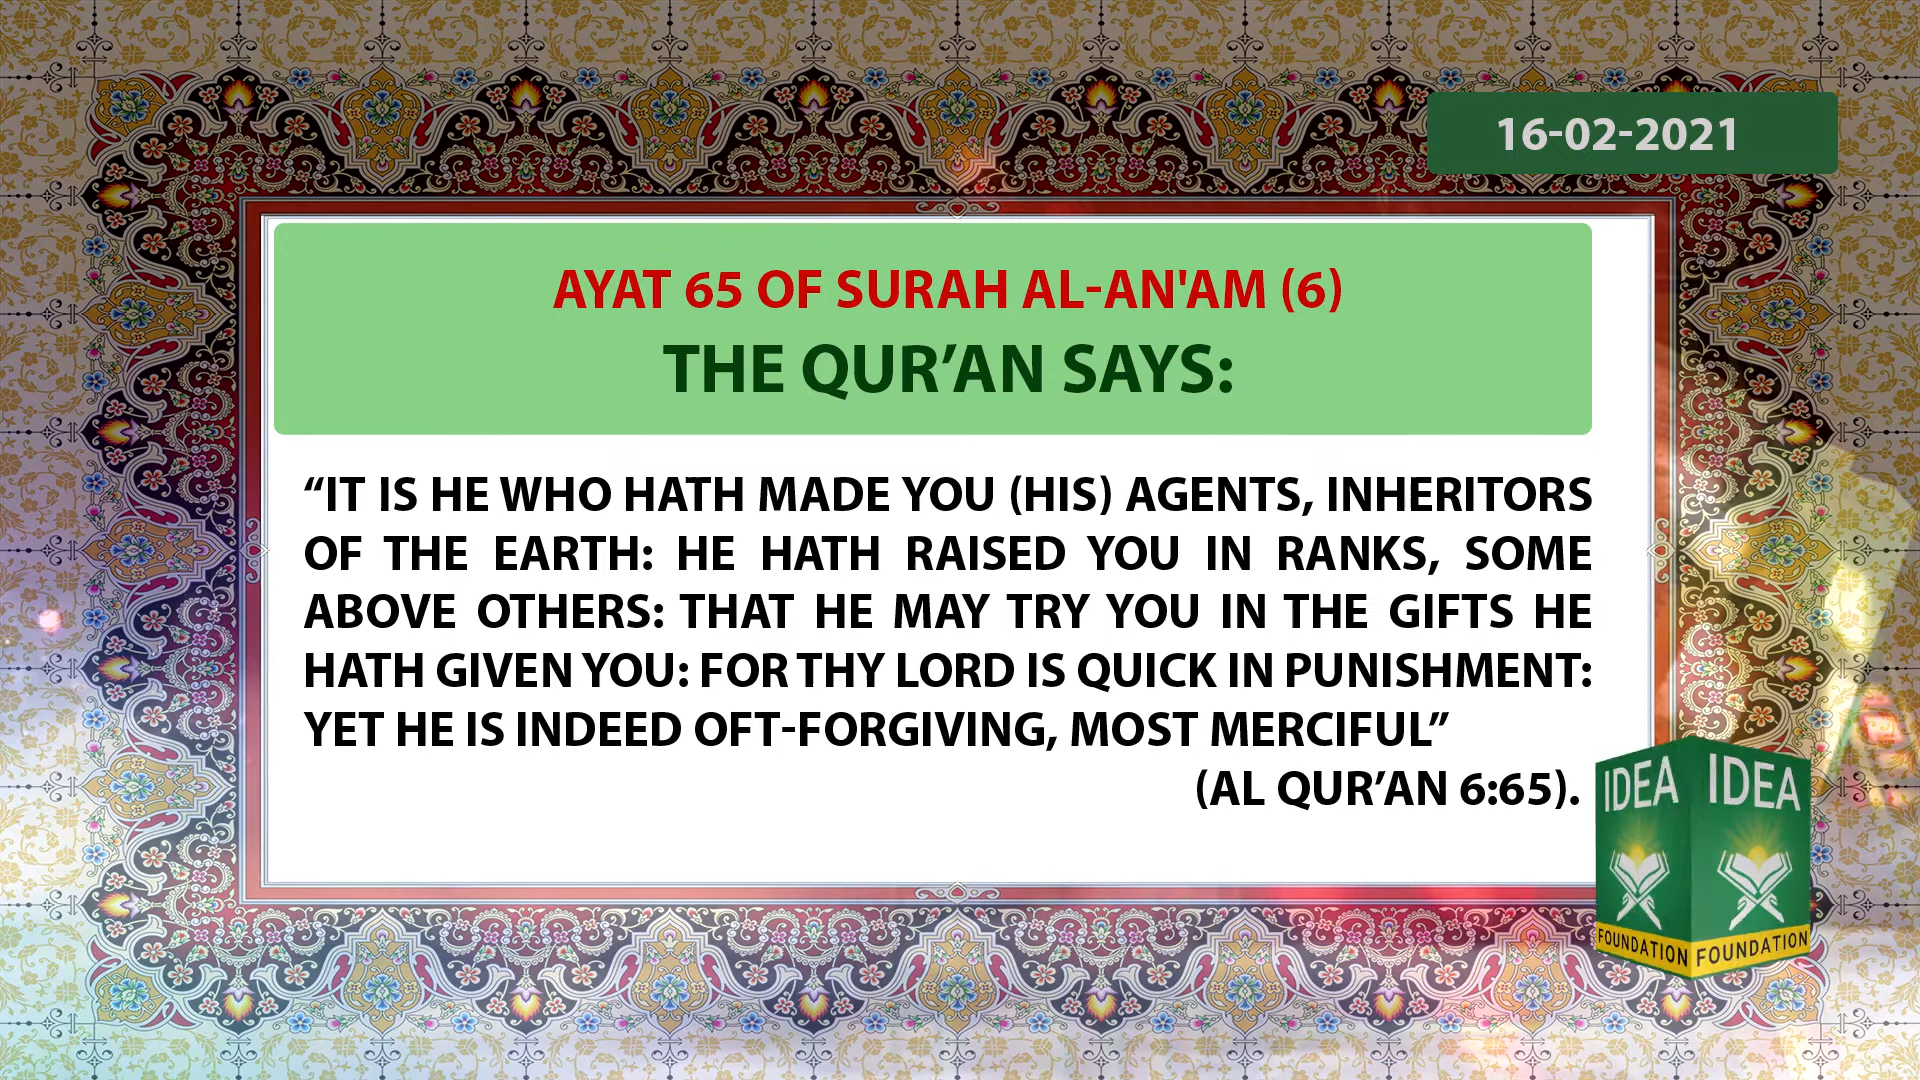 16-02-2021
AYAT 65 OF SURAH AL-AN'AM (6)
THE QUR’AN SAYS:
“IT IS HE WHO HATH MADE YOU (HIS) AGENTS, INHERITORS
OF THE EARTH: HE HATH RAISED YOU IN RANKS, SOME
ABOVE OTHERS: THAT HE MAY TRY YOU IN THE GIFTS HE
HATH GIVEN YOU: FOR THY LORD IS QUICK IN PUNISHMENT:
YET HE IS INDEED OFT-FORGIVING, MOST MERCIFUL”
(AL QUR’AN 6:65).
IDEA IDEA
FOUNDATION FOUNDATION